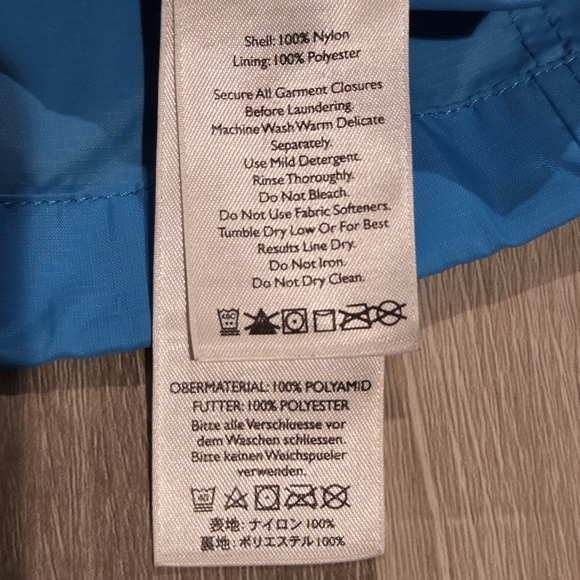 Shell: 100% Nylon
Lining: 100% Polyester
Secure All Garment Closures
Before Laundering.
Machine Wash Warm Delicate
Separately.
Use Mild Detergent.
Rinse Thoroughly.
Do Not Bleach.
Do Not Use Fabric Softeners.
Tumble Dry Low Or For Best
Results Line Dry.
Do Not Iron.
Do Not Dry Clean.
OBERMATERIAL: 100% POLYAMID
FUTTER: 100% POLYESTER
Bitte alle Verschluesse vor
dem Waschen schliessen.
Bitte keinen Weichspueler
verwenden.
40
表地: ナイロン 100%
裏地: ポリエステル 100%